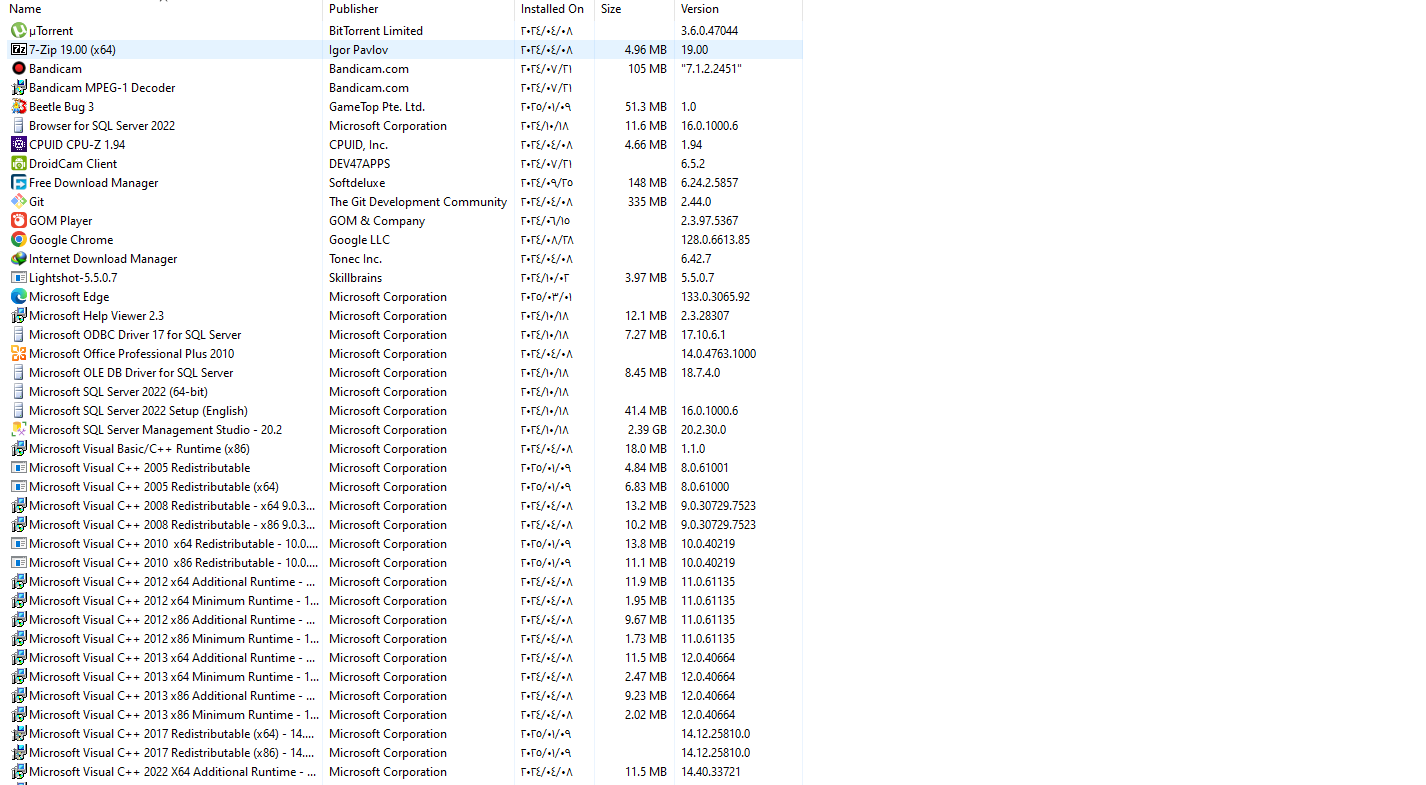 Name Publisher Installed On Size Version
µTorrent BitTorrent Limited ٢٠٢٤/٠٤/٠٨ 3.6.0.47044
7-Zip 19.00 (x64) Igor Pavlov ٢٠٢٤/٠٤/٠٨ 4.96 MB 19.00
Bandicam Bandicam.com ٢٠٢٤/٠٧/٢١ 105 MB "7.1.2.2451"
Bandicam MPEG-1 Decoder Bandicam.com ٢٠٢٤/٠٧/٢١
Beetle Bug 3 GameTop Pte. Ltd. ٢٠٢٥/٠١/٠٩ 51.3 MB 1.0
Browser for SQL Server 2022 Microsoft Corporation ٢٠٢٤/١٠/١٨ 11.6 MB 16.0.1000.6
CPUID CPU-Z 1.94 CPUID, Inc. ٢٠٢٤/٠٤/٠٨ 4.66 MB 1.94
DroidCam Client DEV47APPS ٢٠٢٤/٠٧/٢١ 6.5.2
Free Download Manager Softdeluxe ٢٠٢٤/٠٩/٢٥ 148 MB 6.24.2.5857
Git The Git Development Community ٢٠٢٤/٠٤/٠٨ 335 MB 2.44.0
GOM Player GOM & Company ٢٠٢٤/٠٦/١٥ 2.3.97.5367
Google Chrome Google LLC ٢٠٢٤/٠٨/٢٨ 128.0.6613.85
Internet Download Manager Tonec Inc. ٢٠٢٤/٠٤/٠٨ 6.42.7
Lightshot-5.5.0.7 Skillbrains ٢٠٢٤/١٠/٠٢ 3.97 MB 5.5.0.7
Microsoft Edge Microsoft Corporation ٢٠٢٥/٠٣/٠١ 133.0.3065.92
Microsoft Help Viewer 2.3 Microsoft Corporation ٢٠٢٤/١٠/١٨ 12.1 MB 2.3.28307
Microsoft ODBC Driver 17 for SQL Server Microsoft Corporation ٢٠٢٤/١٠/١٨ 7.27 MB 17.10.6.1
Microsoft Office Professional Plus 2010 Microsoft Corporation ٢٠٢٤/٠٤/٠٨ 14.0.4763.1000
Microsoft OLE DB Driver for SQL Server Microsoft Corporation ٢٠٢٤/١٠/١٨ 8.45 MB 18.7.4.0
Microsoft SQL Server 2022 (64-bit) Microsoft Corporation ٢٠٢٤/١٠/١٨
Microsoft SQL Server 2022 Setup (English) Microsoft Corporation ٢٠٢٤/١٠/١٨ 41.4 MB 16.0.1000.6
Microsoft SQL Server Management Studio - 20.2 Microsoft Corporation ٢٠٢٤/١٠/١٨ 2.39 GB 20.2.30.0
Microsoft Visual Basic/C++ Runtime (x86) Microsoft Corporation ٢٠٢٤/٠٤/٠٨ 18.0 MB 1.1.0
Microsoft Visual C++ 2005 Redistributable Microsoft Corporation ٢٠٢٥/٠١/٠٩ 4.84 MB 8.0.61001
Microsoft Visual C++ 2005 Redistributable (x64) Microsoft Corporation ٢٠٢٥/٠١/٠٩ 6.83 MB 8.0.61000
Microsoft Visual C++ 2008 Redistributable - x64 9.0.3... Microsoft Corporation ٢٠٢٤/٠٤/٠٨ 13.2 MB 9.0.30729.7523
Microsoft Visual C++ 2008 Redistributable - x86 9.0.3... Microsoft Corporation ٢٠٢٤/٠٤/٠٨ 10.2 MB 9.0.30729.7523
Microsoft Visual C++ 2010  x64 Redistributable - 10.0.... Microsoft Corporation ٢٠٢٥/٠١/٠٩ 13.8 MB 10.0.40219
Microsoft Visual C++ 2010  x86 Redistributable - 10.0.... Microsoft Corporation ٢٠٢٥/٠١/٠٩ 11.1 MB 10.0.40219
Microsoft Visual C++ 2012 x64 Additional Runtime - ... Microsoft Corporation ٢٠٢٤/٠٤/٠٨ 11.9 MB 11.0.61135
Microsoft Visual C++ 2012 x64 Minimum Runtime - 1... Microsoft Corporation ٢٠٢٤/٠٤/٠٨ 1.95 MB 11.0.61135
Microsoft Visual C++ 2012 x86 Additional Runtime - ... Microsoft Corporation ٢٠٢٤/٠٤/٠٨ 9.67 MB 11.0.61135
Microsoft Visual C++ 2012 x86 Minimum Runtime - 1... Microsoft Corporation ٢٠٢٤/٠٤/٠٨ 1.73 MB 11.0.61135
Microsoft Visual C++ 2013 x64 Additional Runtime - ... Microsoft Corporation ٢٠٢٤/٠٤/٠٨ 11.5 MB 12.0.40664
Microsoft Visual C++ 2013 x64 Minimum Runtime - 1... Microsoft Corporation ٢٠٢٤/٠٤/٠٨ 2.47 MB 12.0.40664
Microsoft Visual C++ 2013 x86 Additional Runtime - ... Microsoft Corporation ٢٠٢٤/٠٤/٠٨ 9.23 MB 12.0.40664
Microsoft Visual C++ 2013 x86 Minimum Runtime - 1... Microsoft Corporation ٢٠٢٤/٠٤/٠٨ 2.02 MB 12.0.40664
Microsoft Visual C++ 2017 Redistributable (x64) - 14.... Microsoft Corporation ٢٠٢٥/٠١/٠٩ 14.12.25810.0
Microsoft Visual C++ 2017 Redistributable (x86) - 14.... Microsoft Corporation ٢٠٢٥/٠١/٠٩ 14.12.25810.0
Microsoft Visual C++ 2022 X64 Additional Runtime - ... Microsoft Corporation ٢٠٢٤/٠٤/٠٨ 11.5 MB 14.40.33721